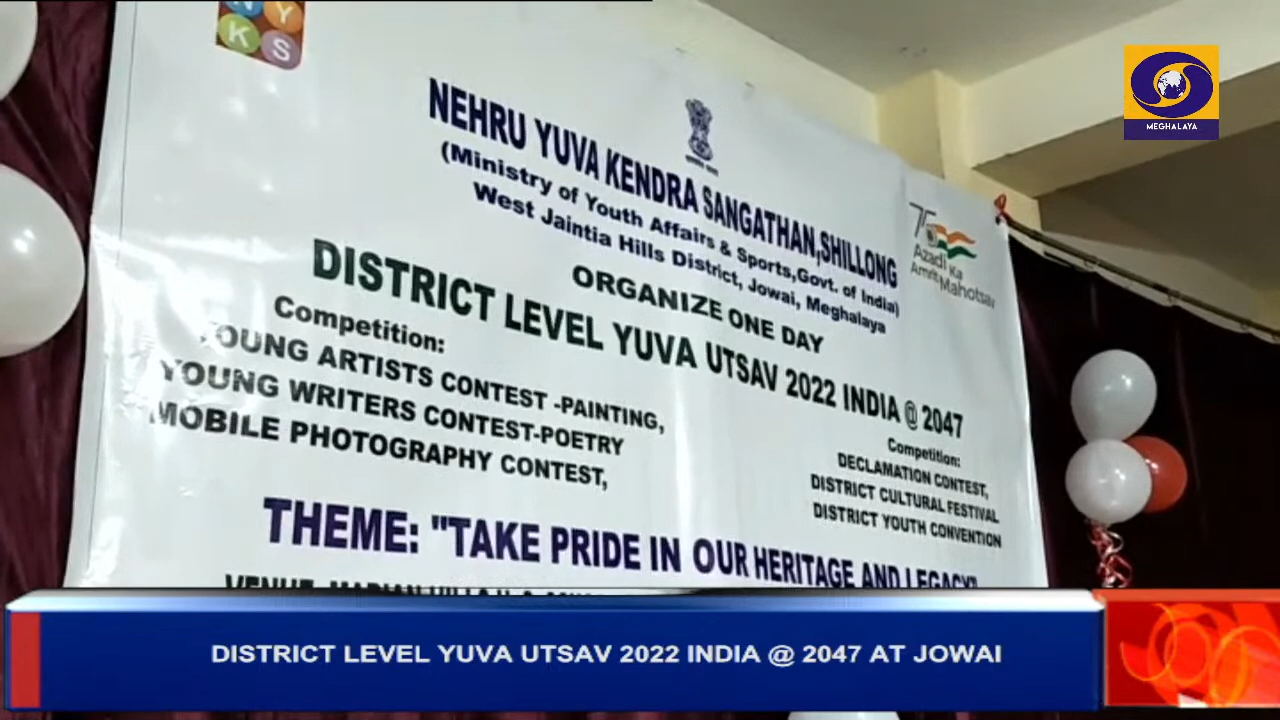 N Y
K S
MEGHALAYA
NEHRU YUVA KENDRA SANGATHAN,SHILLONG
(Ministry of Youth Affairs & Sports,Govt. of India)
West Jaintia Hills District, Jowai, Meghalaya
Azadi Ka
Amrit Mahotsav
ORGANIZE ONE DAY
DISTRICT LEVEL YUVA UTSAV 2022 INDIA @ 2047
Competition:
YOUNG ARTISTS CONTEST -PAINTING,
YOUNG WRITERS CONTEST-POETRY
MOBILE PHOTOGRAPHY CONTEST,
Competition:
DECLAMATION CONTEST,
DISTRICT CULTURAL FESTIVAL
DISTRICT YOUTH CONVENTION
THEME: "TAKE PRIDE IN OUR HERITAGE AND LEGACY"
DISTRICT LEVEL YUVA UTSAV 2022 INDIA @ 2047 AT JOWAI